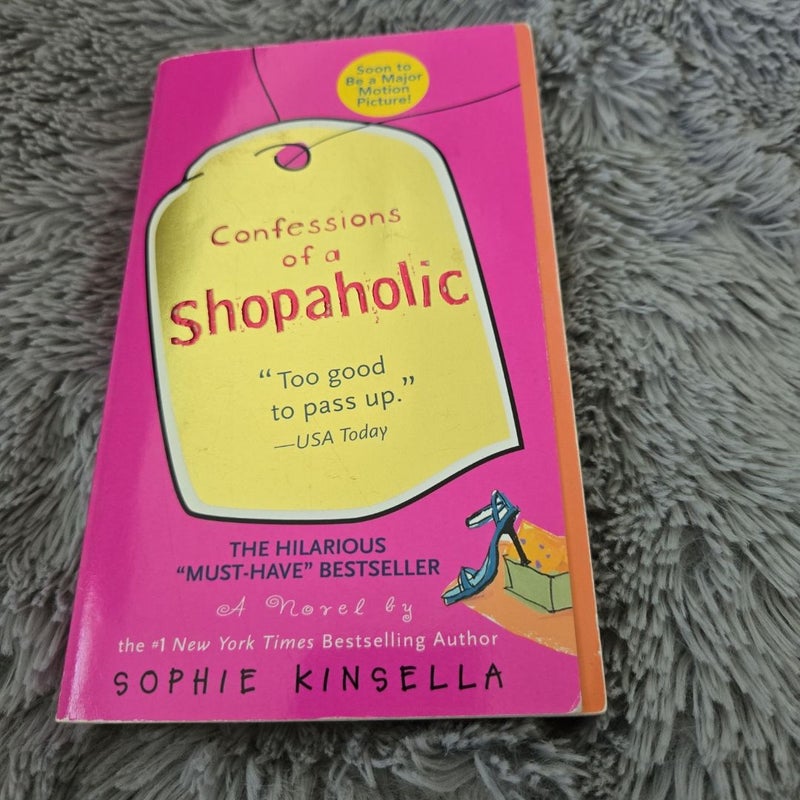 Soon to
Be a Major
Motion
Picture!
Confessions
of a
Shopaholic
“Too good
to pass up.”
—USA Today
THE HILARIOUS
“MUST-HAVE” BESTSELLER
A Novel by
the #1 New York Times Bestselling Author
SOPHIE KINSELLA